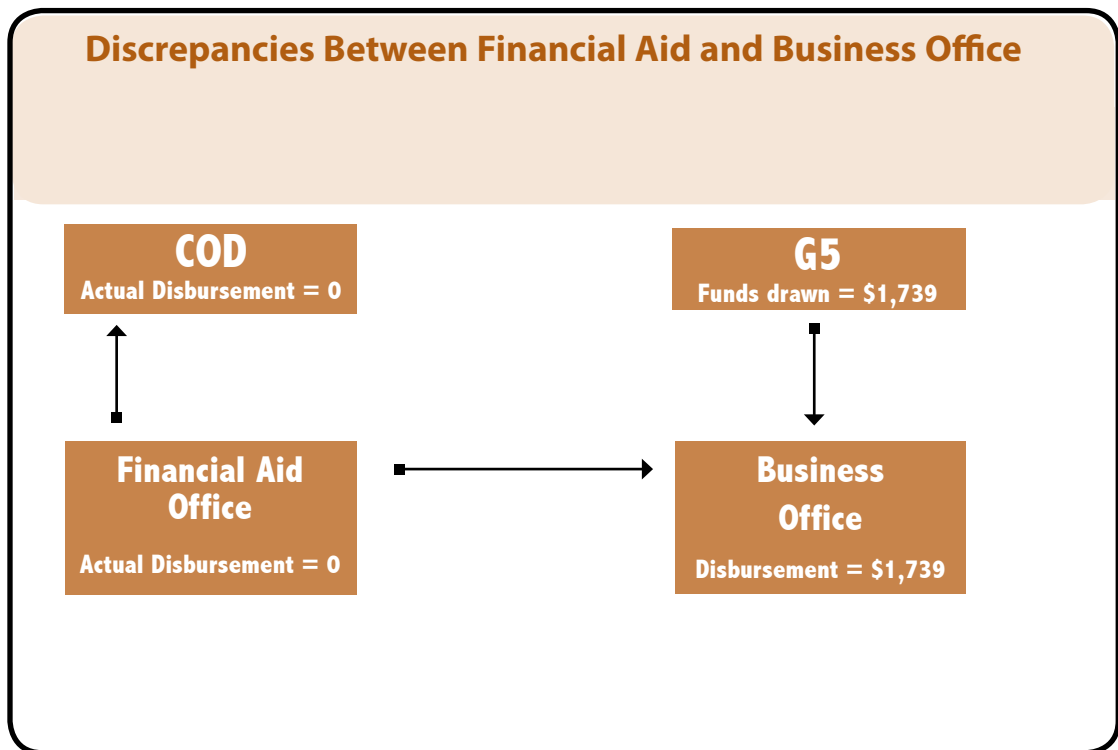 Discrepancies Between Financial Aid and Business Office
COD
Actual Disbursement = 0
G5
Funds drawn = $1,739
Financial Aid
Office
Actual Disbursement = 0
Business
Office
Disbursement = $1,739